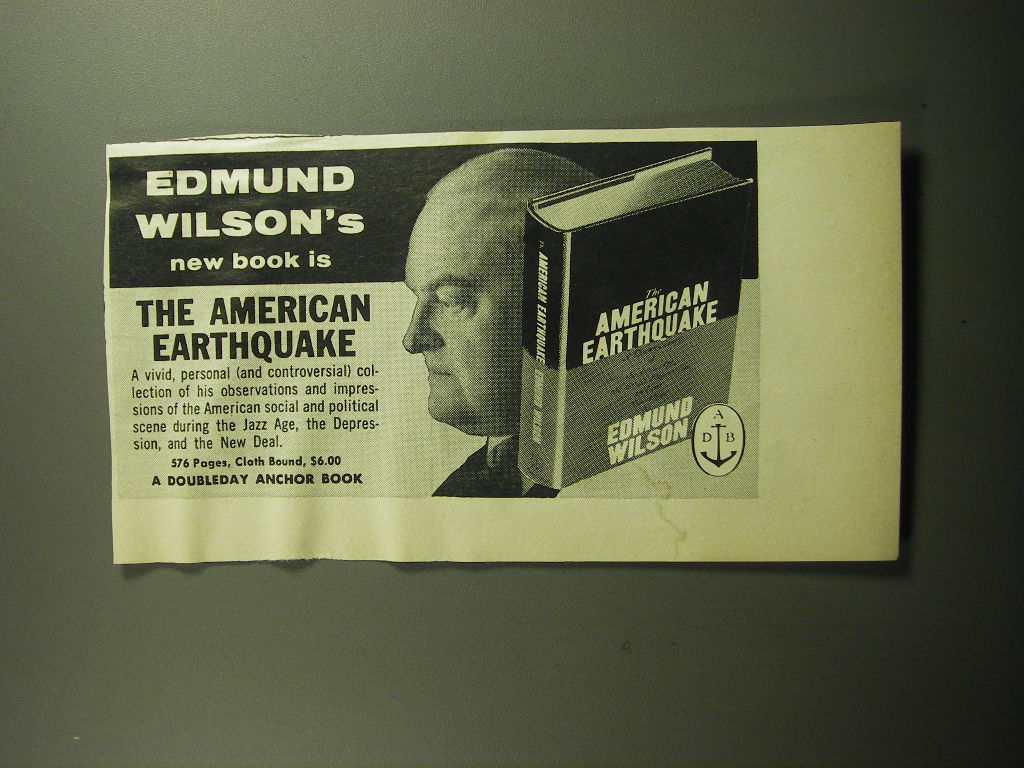 EDMUND
WILSON's
new book is
THE AMERICAN
EARTHQUAKE
A vivid, personal (and controversial) col-
lection of his observations and impres-
sions of the American social and political
scene during the Jazz Age, the Depres-
sion, and the New Deal.
576 Pages, Cloth Bound, $6.00
A DOUBLEDAY ANCHOR BOOK
The AMERICAN EARTHQUAKE EDMUND WILSON
The
AMERICAN
EARTHQUAKE
EDMUND
WILSON
A
D B